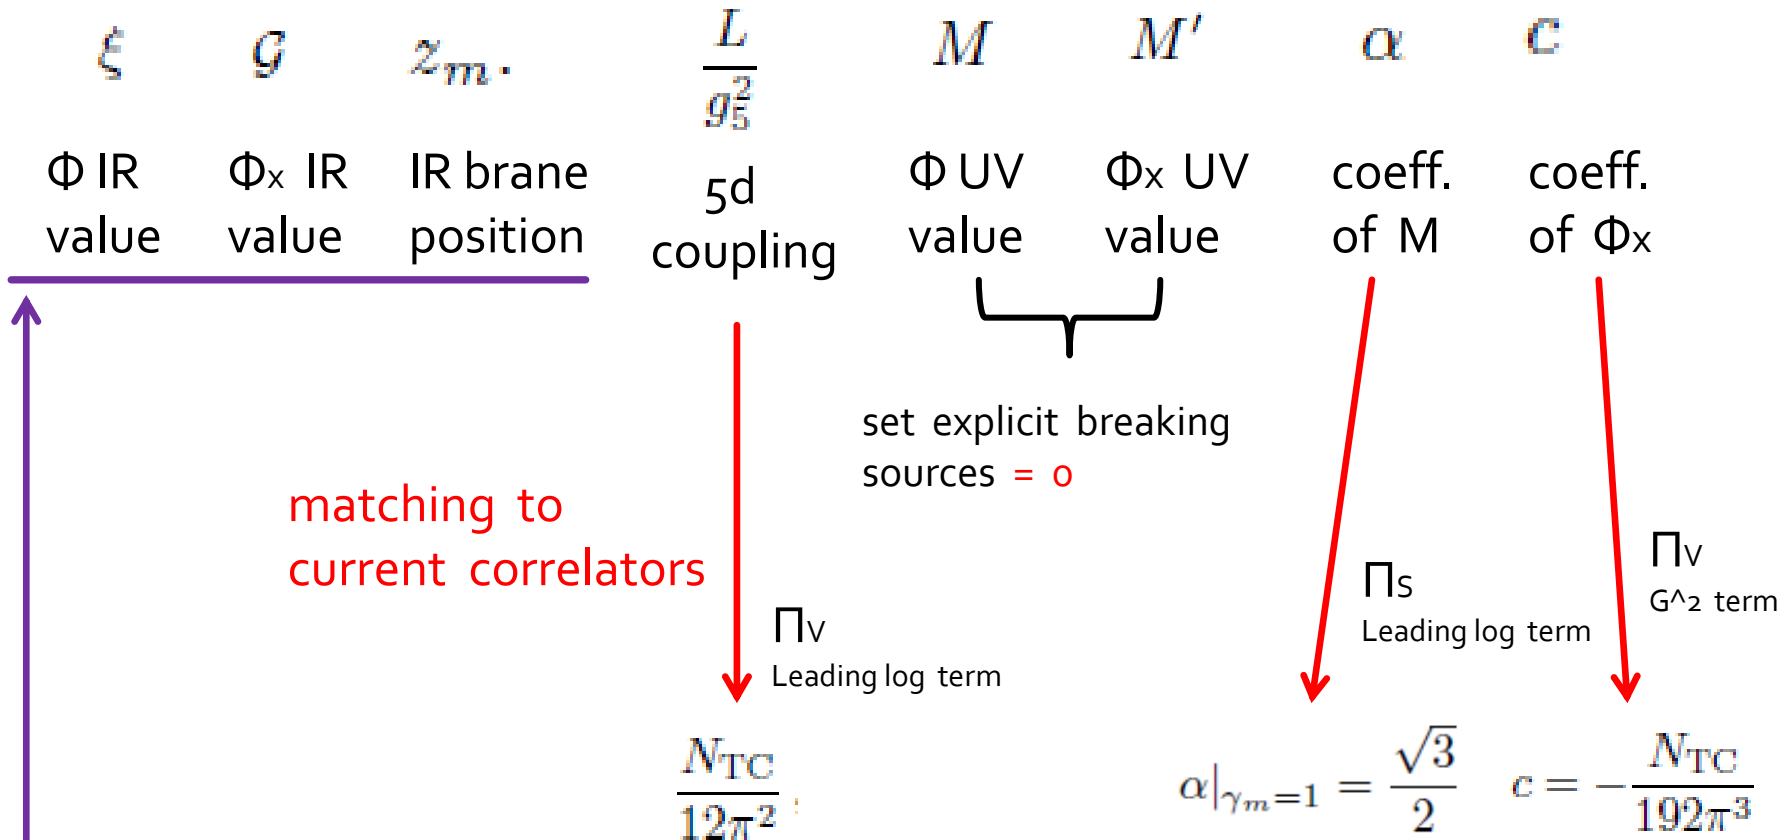 ξ 𝒢 z_m. L/g_5^2 M M′ α c
Φ IR value
Φx IR value
IR brane position
5d coupling
Φ UV value
Φx UV value
coeff. of M
coeff. of Φx
set explicit breaking
sources = 0
matching to
current correlators
Πv
Leading log term
Πs
Leading log term
Πv
G^2 term
N_TC/12π^2
α|_{γ_m=1} = √3/2
c = −N_TC/192π^3